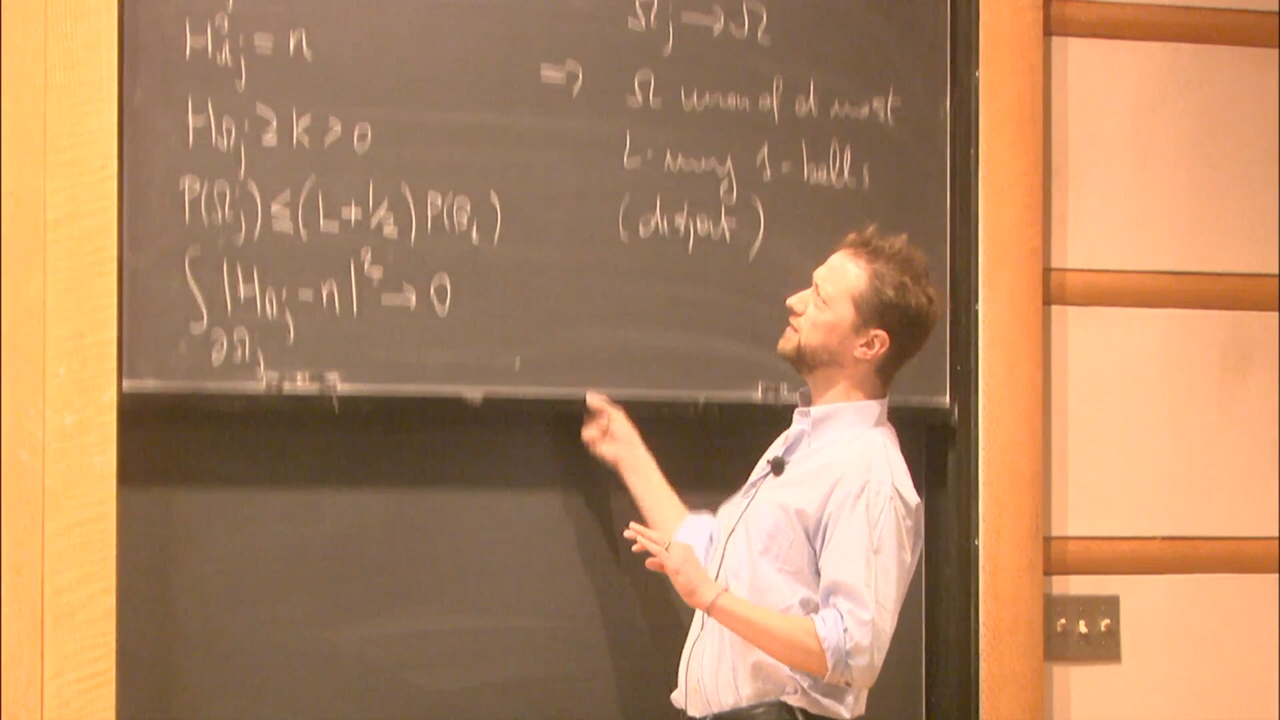 H⁰_{Ω_j} = n
H_{Ω_j} ≥ K > 0
P(Ω_j) ≤ (L + 1/2) P(B_1)
∫_{∂Ω_j} |H_{Ω_j} - n|² → 0
Ω_j → Ω
⇒ Ω union of at most
L-many 1-balls
(disjoint)